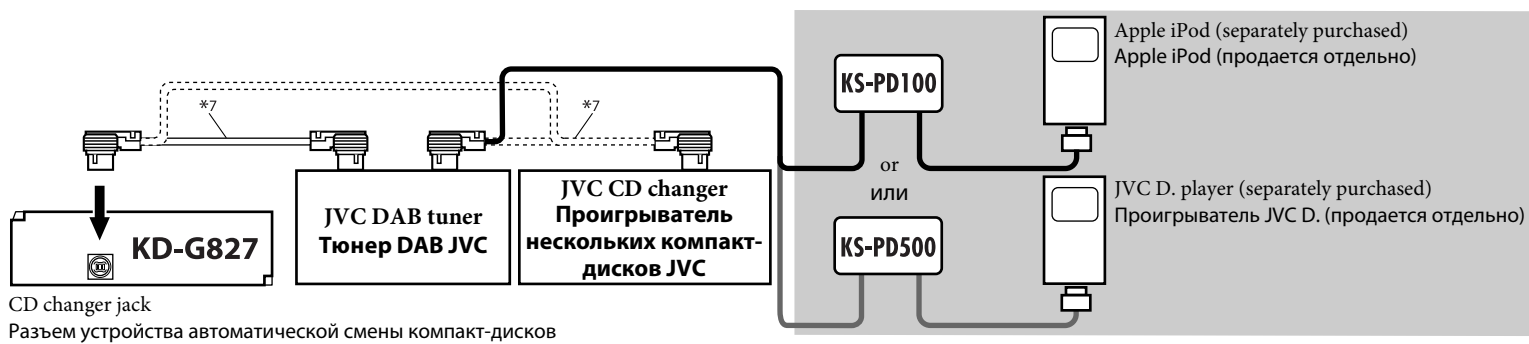 *7
*7
KD-G827
CD changer jack
Разъем устройства автоматической смены компакт-дисков
JVC DAB tuner
Тюнер DAB JVC
JVC CD changer
Проигрыватель
нескольких компакт-
дисков JVC
KS-PD100
or
или
KS-PD500
Apple iPod (separately purchased)
Apple iPod (продается отдельно)
JVC D. player (separately purchased)
Проигрыватель JVC D. (продается отдельно)